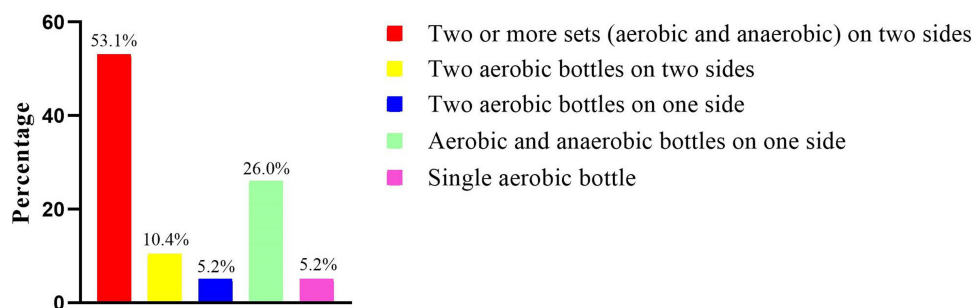 60
40
20
0
Percentage
53.1%
10.4%
5.2%
26.0%
5.2%
Two or more sets (aerobic and anaerobic) on two sides
Two aerobic bottles on two sides
Two aerobic bottles on one side
Aerobic and anaerobic bottles on one side
Single aerobic bottle